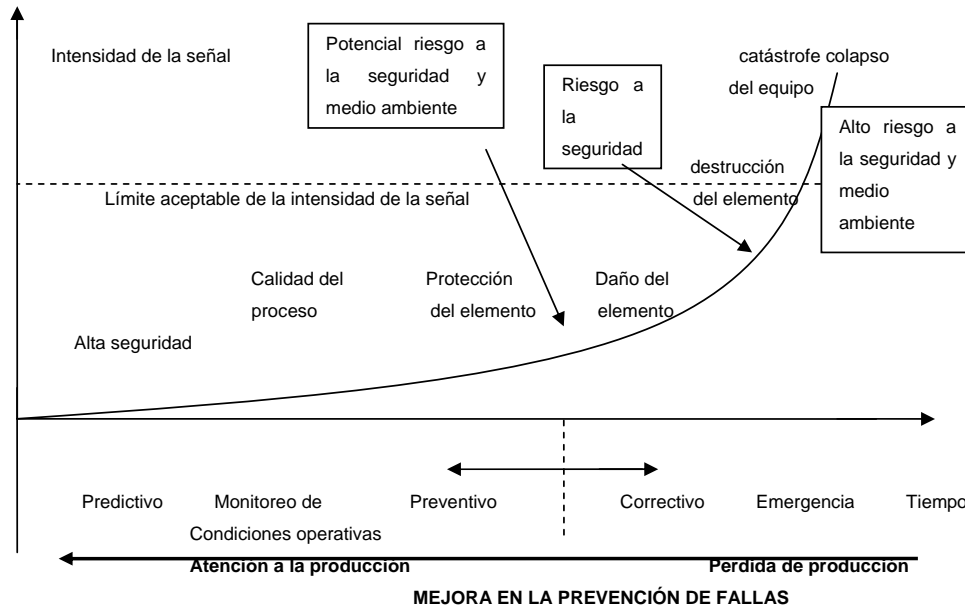 Intensidad de la señal
Potencial riesgo a
la seguridad y
medio ambiente
Riesgo a
la
seguridad
catástrofe colapso
del equipo
Alto riesgo a
la seguridad y
medio
ambiente
destrucción
del elemento
Límite aceptable de la intensidad de la señal
Calidad del
proceso
Protección
del elemento
Daño del
elemento
Alta seguridad
Predictivo
Monitoreo de
Condiciones operativas
Preventivo
Correctivo
Emergencia
Tiempo
Atención a la producción
Perdida de producción
MEJORA EN LA PREVENCIÓN DE FALLAS